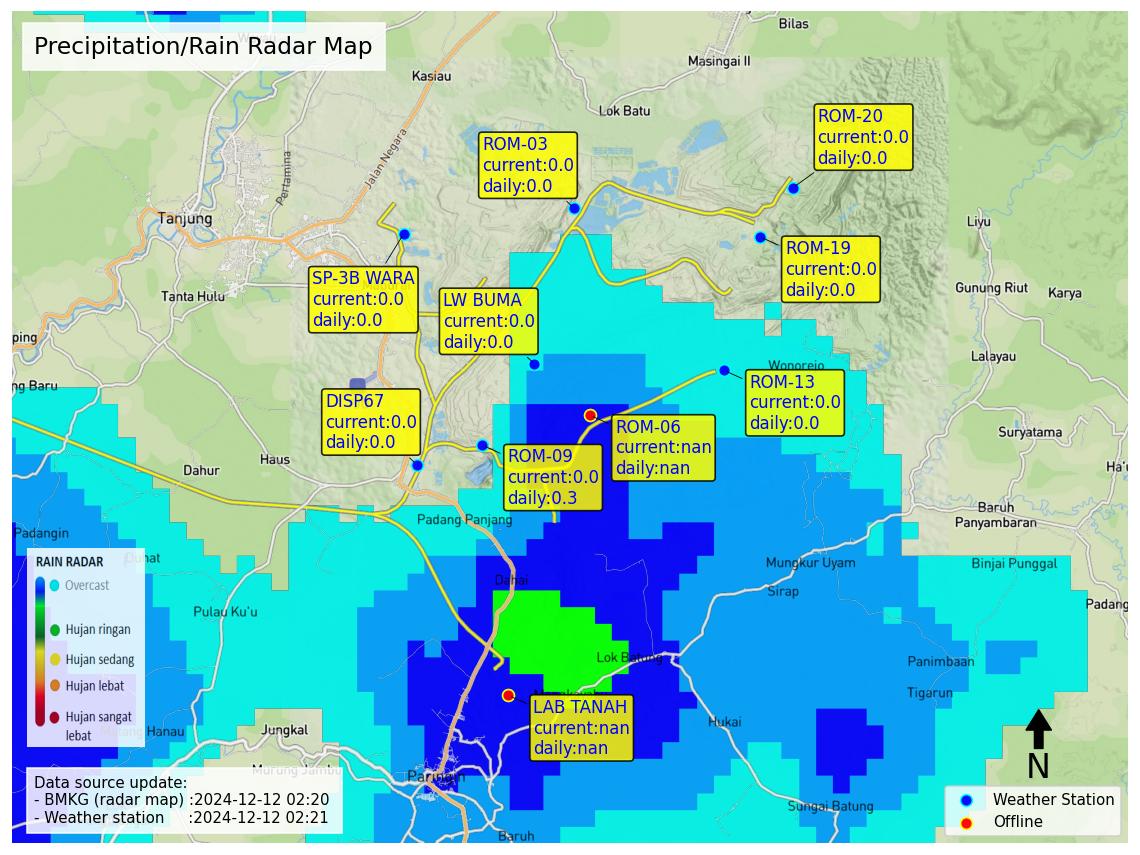 Precipitation/Rain Radar Map
Bilas
Masingai II
Kasiau
Lok Batu
Jalan Negara
Pertamina
Tanjung
ROM-03
current:0.0
daily:0.0
ROM-20
current:0.0
daily:0.0
Liyu
ROM-19
current:0.0
daily:0.0
SP-3B WARA
current:0.0
daily:0.0
Tanta Hulu
LW BUMA
current:0.0
daily:0.0
Gunung Riut
Karya
ping
Lalayau
ng Baru
Wonorejo
ROM-13
current:0.0
daily:0.0
DISP67
current:0.0
daily:0.0
ROM-06
current:nan
daily:nan
Suryatama
ROM-09
current:0.0
daily:0.3
Haus
Dahur
Ha'u
Baruh
Panyambaran
Padang Panjang
Padangin
Mungkur Uyam
Binjai Punggal
Dahai
Sirap
Padang
Pulau Ku'u
Lok Batung
Panimbaan
Tigarun
LAB TANAH
current:nan
daily:nan
Hukai
Jungkal
Murung Jambu
Paringin
Sungai Batung
Baruh
RAIN RADAR
Overcast
Hujan ringan
Hujan sedang
Hujan lebat
Hujan sangat
lebat
Data source update:
- BMKG (radar map) :2024-12-12 02:20
- Weather station :2024-12-12 02:21
N
Weather Station
Offline